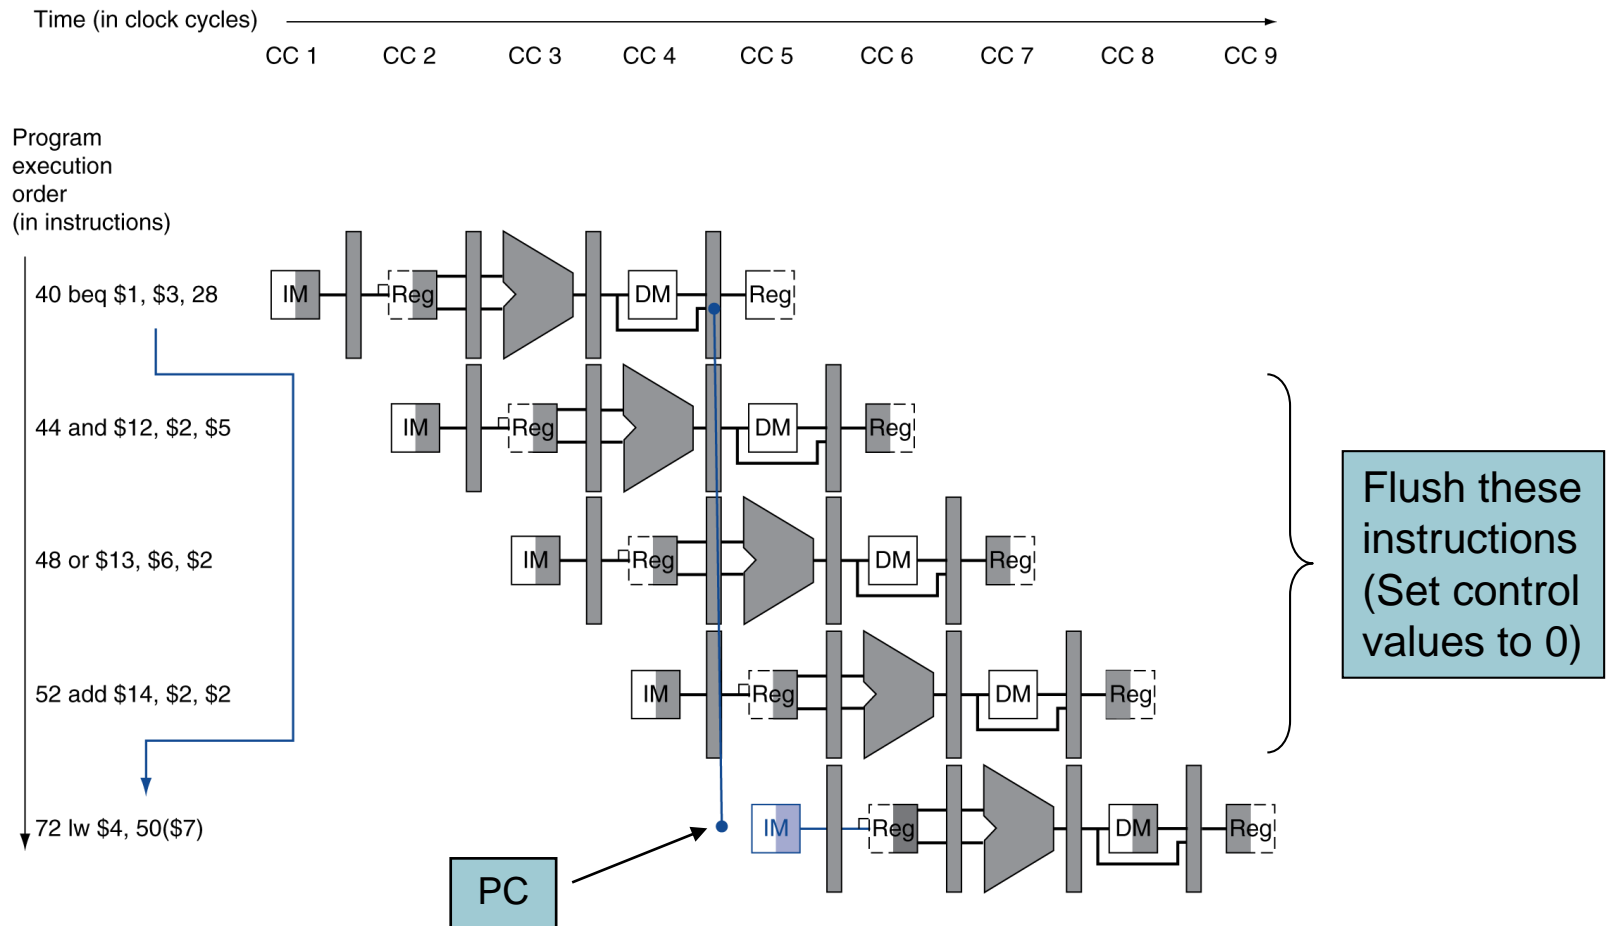 Time (in clock cycles)
CC 1 CC 2 CC 3 CC 4 CC 5 CC 6 CC 7 CC 8 CC 9
Program
execution
order
(in instructions)
40 beq $1, $3, 28
IM Reg DM Reg
44 and $12, $2, $5
IM Reg DM Reg
48 or $13, $6, $2
IM Reg DM Reg
52 add $14, $2, $2
IM Reg DM Reg
72 lw $4, 50($7)
IM Reg DM Reg
PC
Flush these
instructions
(Set control
values to 0)